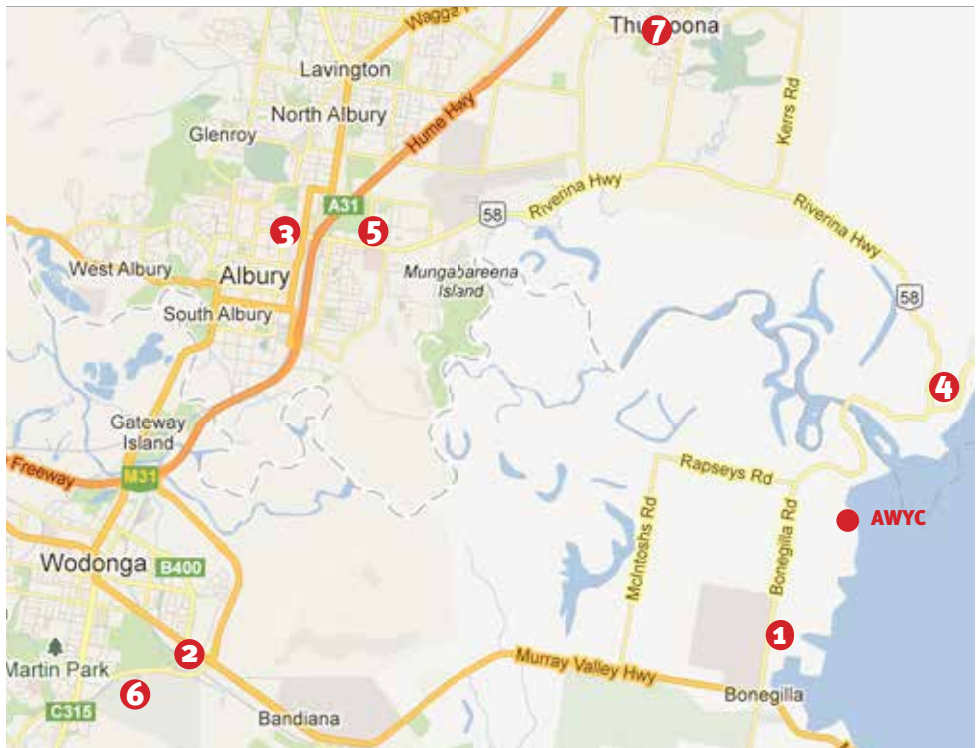 Wagga
Thu
7
oona
Lavington
North Albury
Hume Hwy
Kerrs Rd
Glenroy
A31
58
Riverina Hwy
Riverina Hwy
3
5
West Albury
Albury
Mungabareena
Island
58
South Albury
4
Gateway
Island
Freeway
M31
Rapseys Rd
AWYC
McIntoshs Rd
Bonegilla Rd
Wodonga
B400
1
2
Martin Park
Murray Valley Hwy
6
Bonegilla
C315
Bandiana